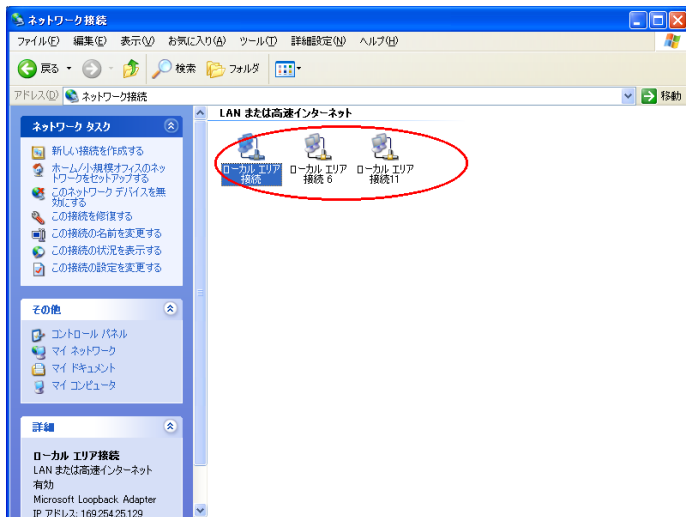 ネットワーク接続
ファイル(F) 編集(E) 表示(V) お気に入り(A) ツール(T) 詳細設定(N) ヘルプ(H)
戻る 検索 フォルダ
アドレス(D) ネットワーク接続 移動
ネットワーク タスク
新しい接続を作成する
ホーム/小規模オフィスのネッ
トワークをセットアップする
このネットワーク デバイスを無
効にする
この接続を修復する
この接続の名前を変更する
この接続の状況を表示する
この接続の設定を変更する
その他
コントロール パネル
マイ ネットワーク
マイ ドキュメント
マイ コンピュータ
詳細
ローカル エリア接続
LAN または高速インターネット
有効
Microsoft Loopback Adapter
IP アドレス: 169.254.25.129
LAN または高速インターネット
ローカル エリア
接続
ローカル エリア
接続 6
ローカル エリア
接続11